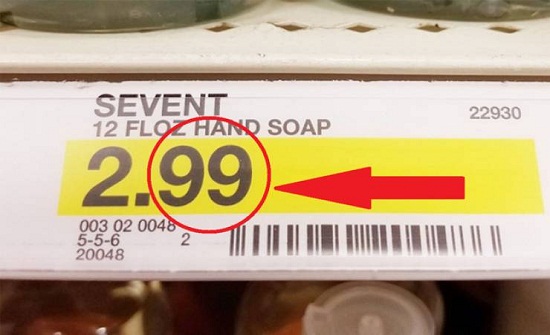 SEVENT
22930
12 FLOZ HAND SOAP
2.99
003 02 0048
5-5-6 2
20048